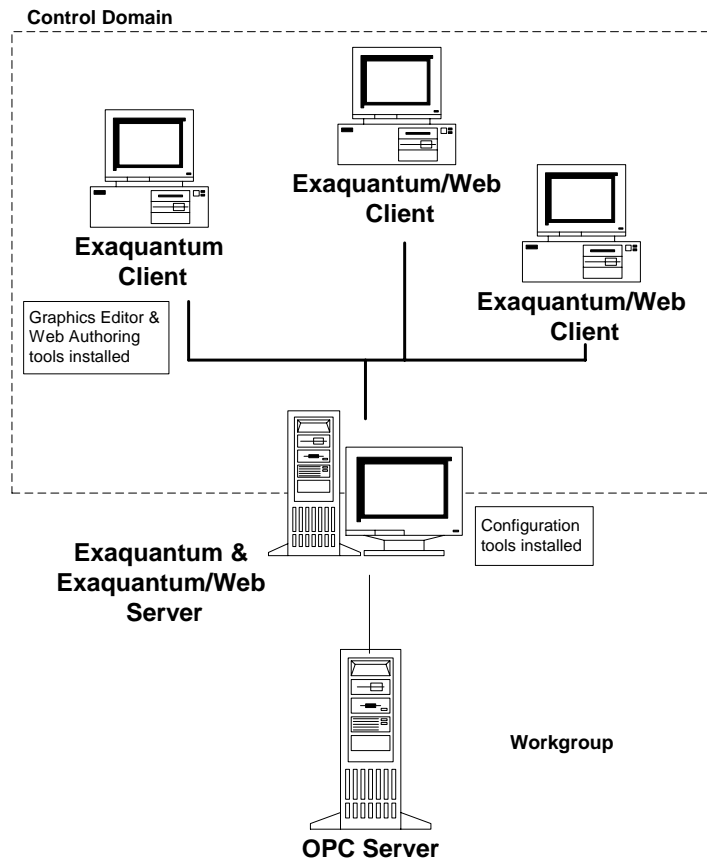 Control Domain
Exaquantum
Client
Exaquantum/Web
Client
Exaquantum/Web
Client
Graphics Editor &
Web Authoring
tools installed
Exaquantum &
Exaquantum/Web
Server
Configuration
tools installed
Workgroup
OPC Server